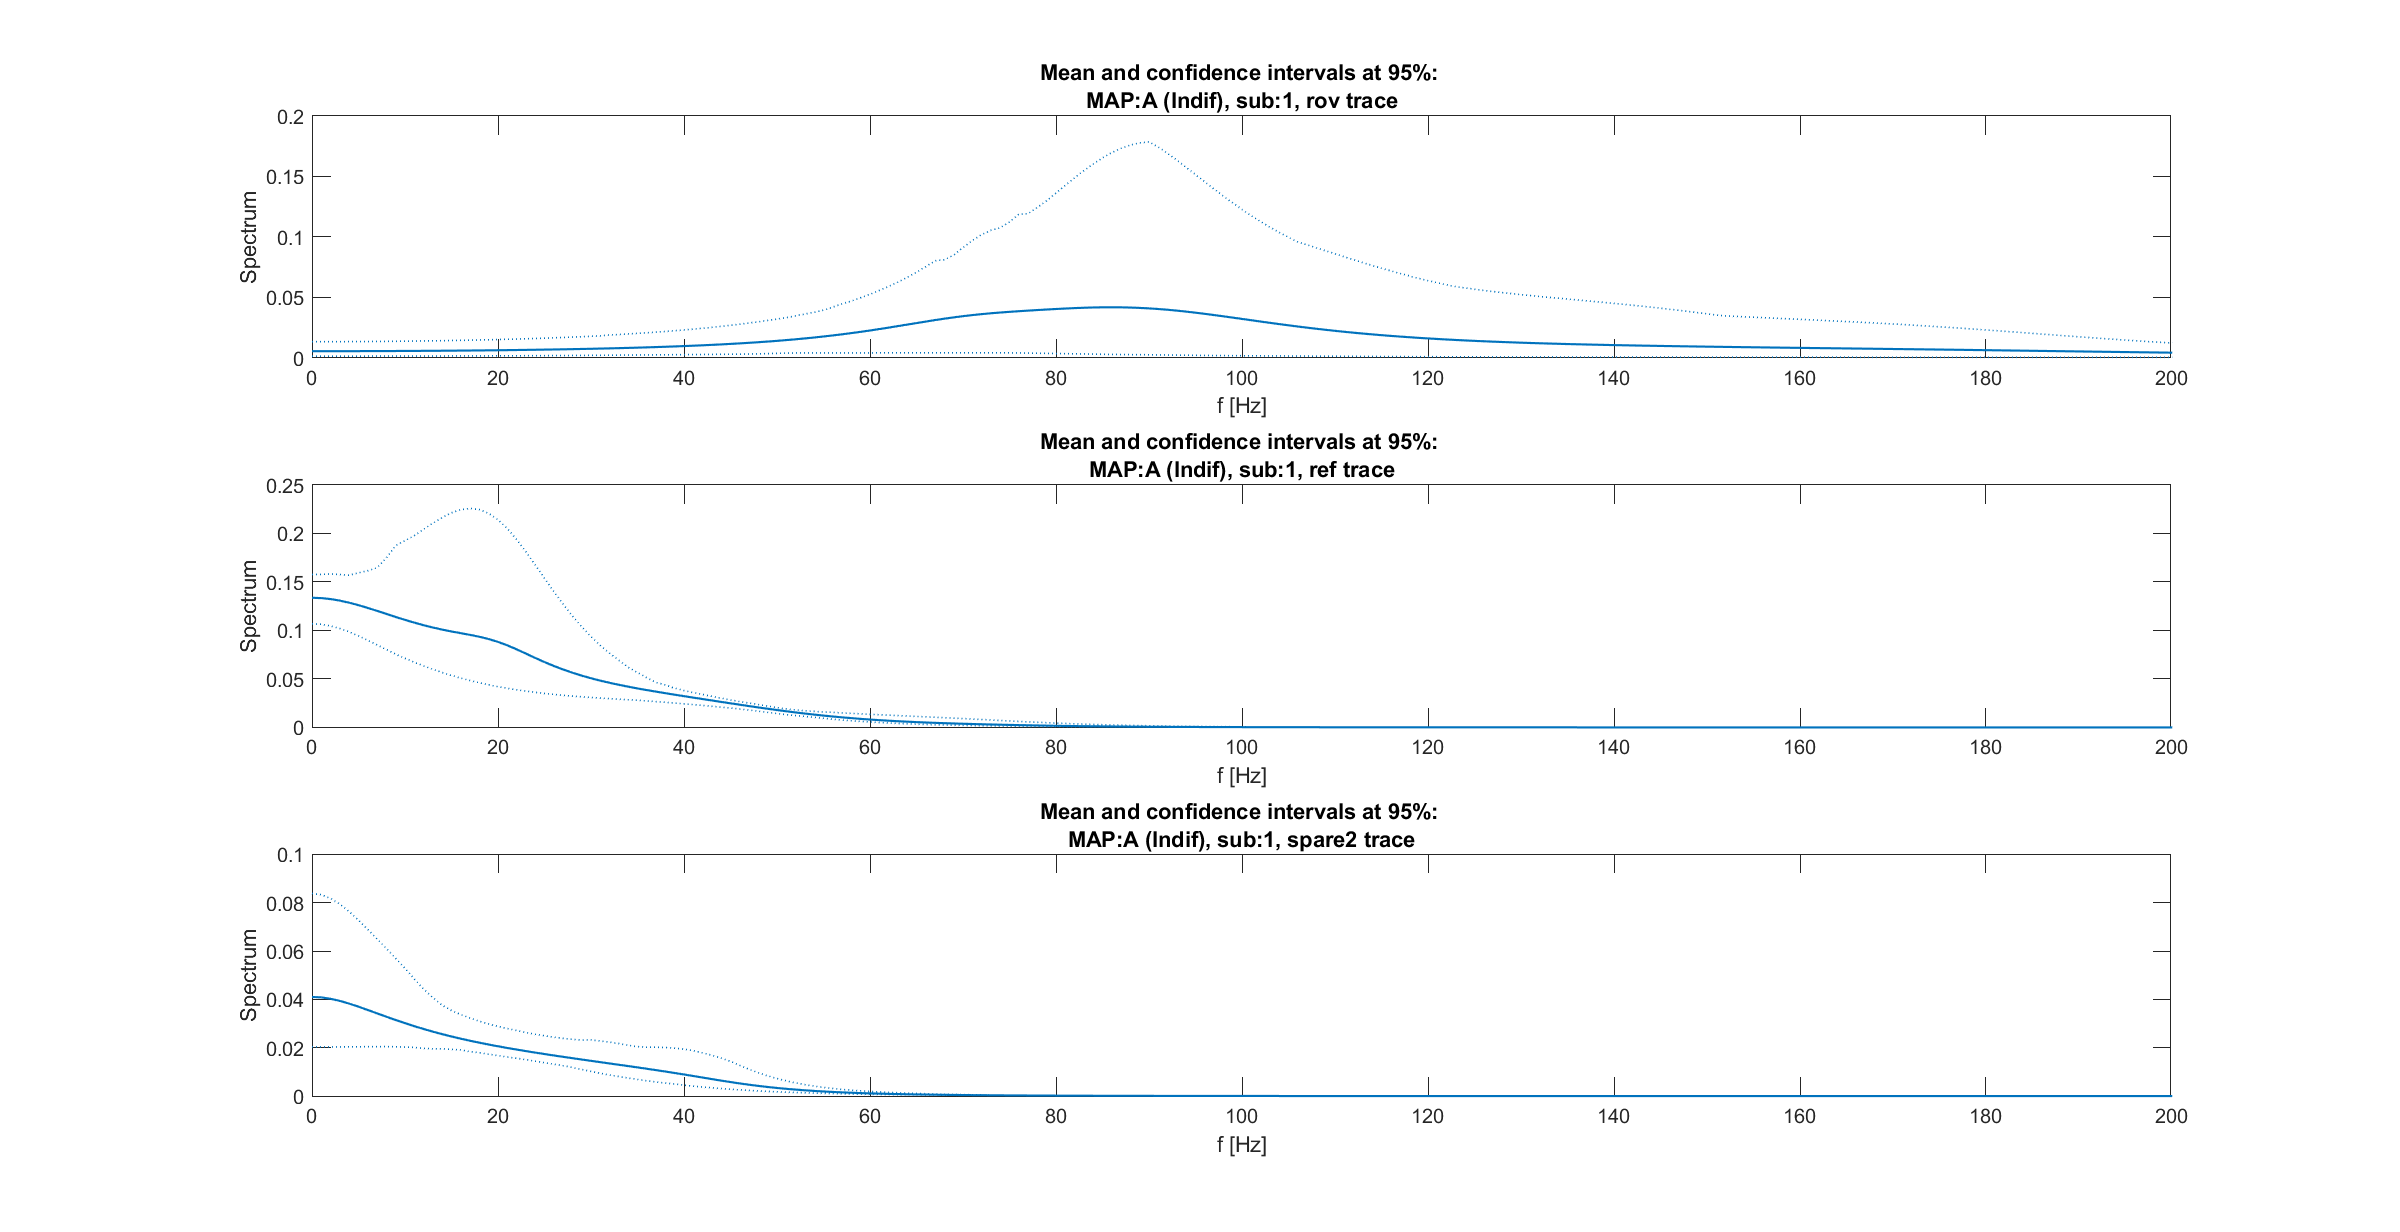 Mean and confidence intervals at 95%:
MAP:A (Indif), sub:1, rov trace
Spectrum
0.2
0.15
0.1
0.05
0
0 20 40 60 80 100 120 140 160 180 200
f [Hz]
Mean and confidence intervals at 95%:
MAP:A (Indif), sub:1, ref trace
Spectrum
0.25
0.2
0.15
0.1
0.05
0
0 20 40 60 80 100 120 140 160 180 200
f [Hz]
Mean and confidence intervals at 95%:
MAP:A (Indif), sub:1, spare2 trace
Spectrum
0.1
0.08
0.06
0.04
0.02
0
0 20 40 60 80 100 120 140 160 180 200
f [Hz]